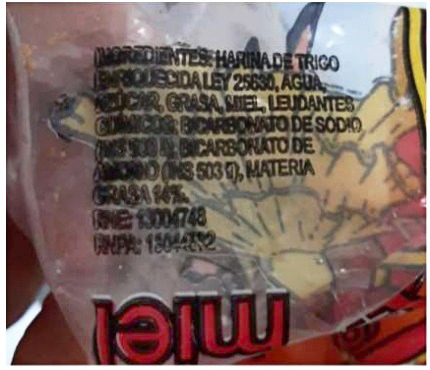 INGREDIENTES: HARINA DE TRIGO
ENRIQUECIDA LEY 25630, AGUA,
AZÚCAR, GRASA, MIEL, LEUDANTES
QUÍMICOS: BICARBONATO DE SODIO
(INS 500 II), BICARBONATO DE
AMONIO (INS 503 II), MATERIA
GRASA 14%.
RNE: 13004748
RNPA:
miel